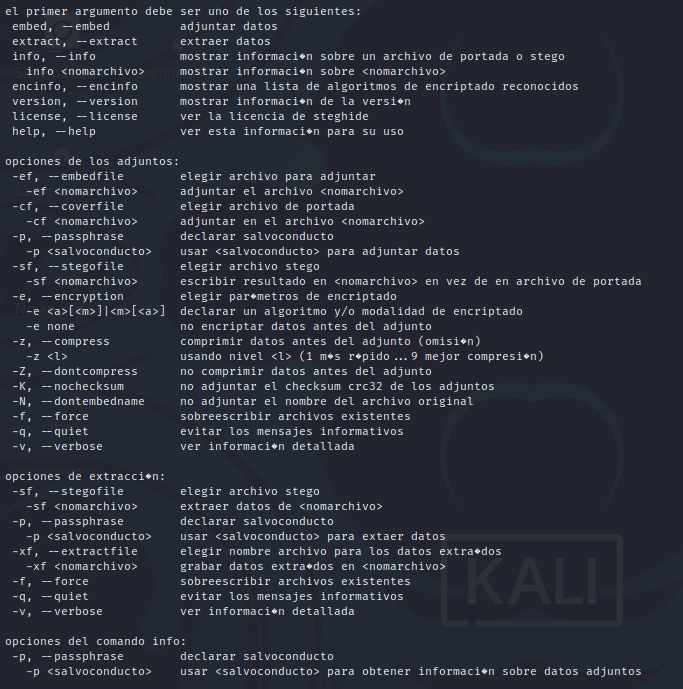 el primer argumento debe ser uno de los siguientes:
embed, --embed adjuntar datos
extract, --extract extraer datos
info, --info mostrar informaci�n sobre un archivo de portada o stego
info <nomarchivo> mostrar informaci�n sobre <nomarchivo>
encinfo, --encinfo mostrar una lista de algoritmos de encriptado reconocidos
version, --version mostrar informaci�n de la versi�n
license, --license ver la licencia de steghide
help, --help ver esta informaci�n para su uso
opciones de los adjuntos:
-ef, --embedfile elegir archivo para adjuntar
-ef <nomarchivo> adjuntar el archivo <nomarchivo>
-cf, --coverfile elegir archivo de portada
-cf <nomarchivo> adjuntar en el archivo <nomarchivo>
-p, --passphrase declarar salvoconducto
-p <salvoconducto> usar <salvoconducto> para adjuntar datos
-sf, --stegofile elegir archivo stego
-sf <nomarchivo> escribir resultado en <nomarchivo> en vez de en archivo de portada
-e, --encryption elegir par�metros de encriptado
-e <a>[<m>]|<m>[<a>] declarar un algoritmo y/o modalidad de encriptado
-e none no encriptar datos antes del adjunto
-z, --compress comprimir datos antes del adjunto (omisi�n)
-z <l> usando nivel <l> (1 m�s r�pido...9 mejor compresi�n)
-Z, --dontcompress no comprimir datos antes del adjunto
-K, --nochecksum no adjuntar el checksum crc32 de los adjuntos
-N, --dontembedname no adjuntar el nombre del archivo original
-f, --force sobreescribir archivos existentes
-q, --quiet evitar los mensajes informativos
-v, --verbose ver informaci�n detallada
opciones de extracci�n:
-sf, --stegofile elegir archivo stego
-sf <nomarchivo> extraer datos de <nomarchivo>
-p, --passphrase declarar salvoconducto
-p <salvoconducto> usar <salvoconducto> para extaer datos
-xf, --extractfile elegir nombre archivo para los datos extra�dos
-xf <nomarchivo> grabar datos extra�dos en <nomarchivo>
-f, --force sobreescribir archivos existentes
-q, --quiet evitar los mensajes informativos
-v, --verbose ver informaci�n detallada
KALI
opciones del comando info:
-p, --passphrase declarar salvoconducto
-p <salvoconducto> usar <salvoconducto> para obtener informaci�n sobre datos adjuntos